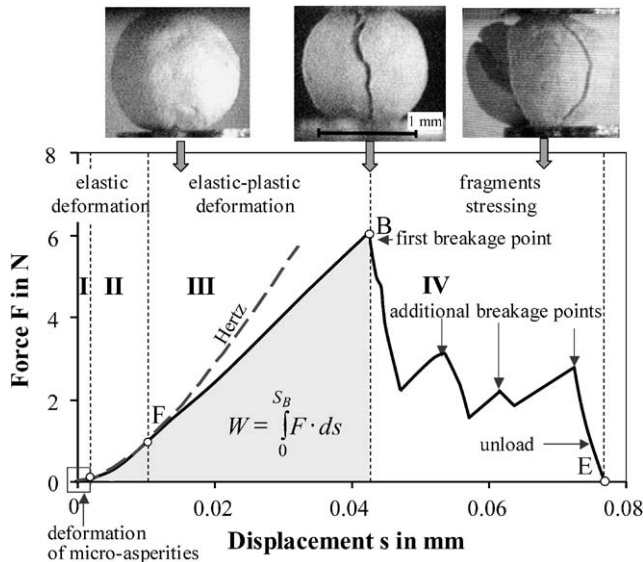 1 mm
8
6
4
2
0
Force F in N
elastic
deformation
elastic-plastic
deformation
fragments
stressing
B
first breakage point
I
II
III
IV
Hertz
additional breakage points
F
W = ∫ F · ds
S_B
0
unload
E
0
0.02
0.04
0.06
0.08
deformation
of micro-asperities
Displacement s in mm